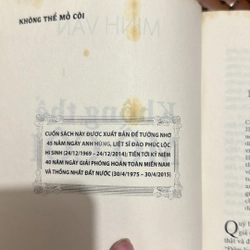 KHÔNG THỂ MỒ CÔI
CUỐN SÁCH NÀY ĐƯỢC XUẤT BẢN ĐỂ TƯỞNG NHỚ
45 NĂM NGÀY ANH HÙNG, LIỆT SĨ ĐÀO PHÚC LỘC
HI SINH (24/12/1969 - 24/12/2014); TIẾN TỚI KỶ NIỆM
40 NĂM NGÀY GIẢI PHÓNG HOÀN TOÀN MIỀN NAM
VÀ THỐNG NHẤT ĐẤT NƯỚC (30/4/1975 - 30/4/2015)